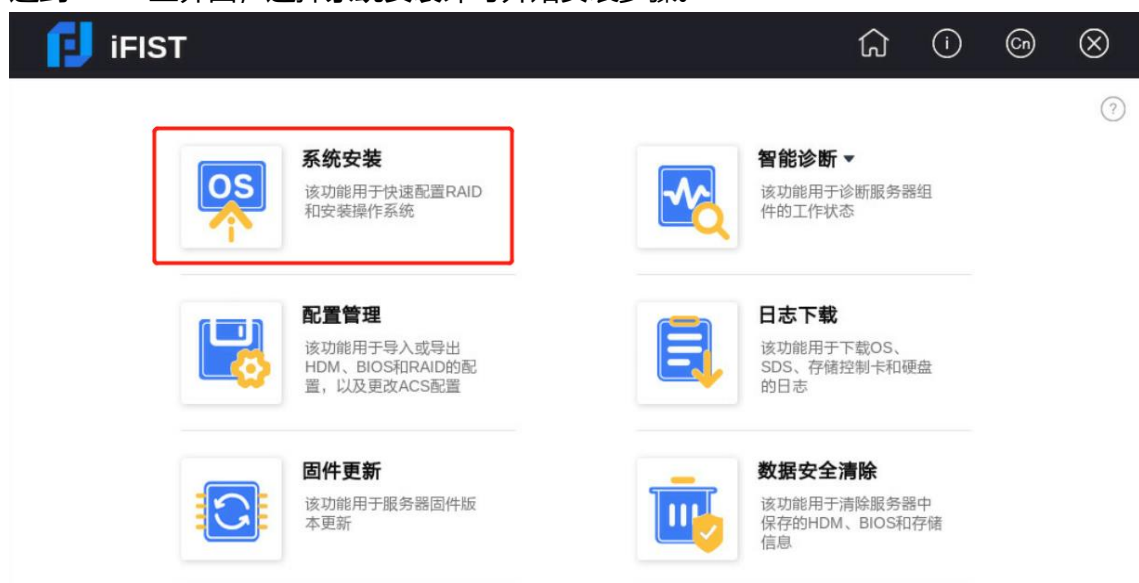 iFIST
Cn
系统安装
该功能用于快速配置RAID
和安装操作系统
OS
智能诊断
该功能用于诊断服务器组
件的工作状态
配置管理
该功能用于导入或导出
HDM、BIOS和RAID的配
置，以及更改ACS配置
日志下载
该功能用于下载OS、
SDS、存储控制卡和硬盘
的日志
固件更新
该功能用于服务器固件版
本更新
数据安全清除
该功能用于清除服务器中
保存的HDM、BIOS和存储
信息